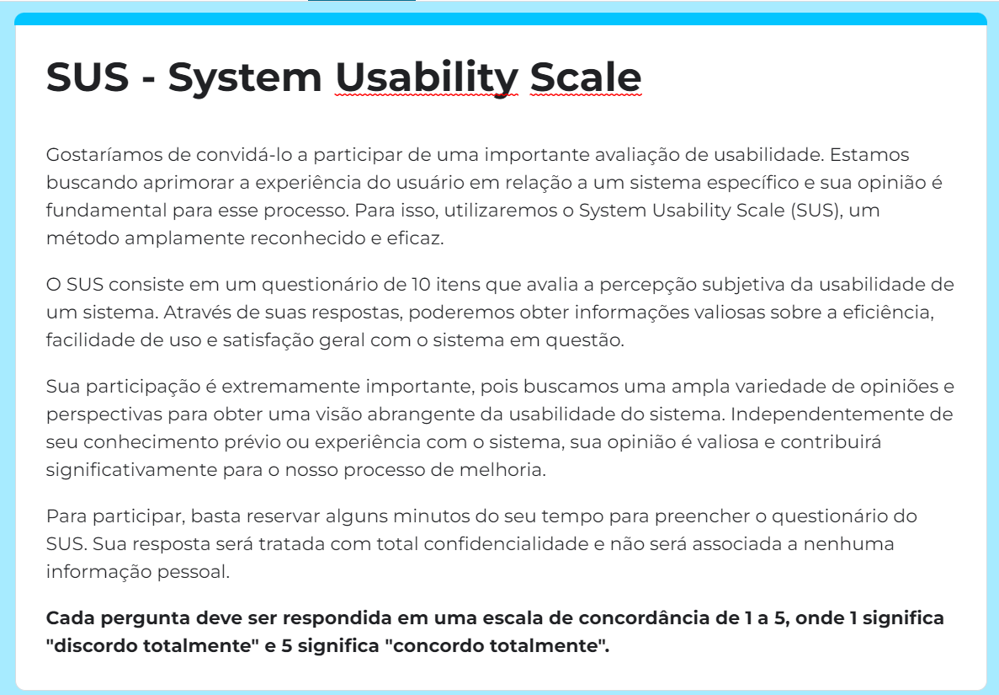 SUS - System Usability Scale
Gostaríamos de convidá-lo a participar de uma importante avaliação de usabilidade. Estamos
buscando aprimorar a experiência do usuário em relação a um sistema específico e sua opinião é
fundamental para esse processo. Para isso, utilizaremos o System Usability Scale (SUS), um
método amplamente reconhecido e eficaz.
O SUS consiste em um questionário de 10 itens que avalia a percepção subjetiva da usabilidade de
um sistema. Através de suas respostas, poderemos obter informações valiosas sobre a eficiência,
facilidade de uso e satisfação geral com o sistema em questão.
Sua participação é extremamente importante, pois buscamos uma ampla variedade de opiniões e
perspectivas para obter uma visão abrangente da usabilidade do sistema. Independentemente de
seu conhecimento prévio ou experiência com o sistema, sua opinião é valiosa e contribuirá
significativamente para o nosso processo de melhoria.
Para participar, basta reservar alguns minutos do seu tempo para preencher o questionário do
SUS. Sua resposta será tratada com total confidencialidade e não será associada a nenhuma
informação pessoal.
Cada pergunta deve ser respondida em uma escala de concordância de 1 a 5, onde 1 significa
"discordo totalmente" e 5 significa "concordo totalmente".